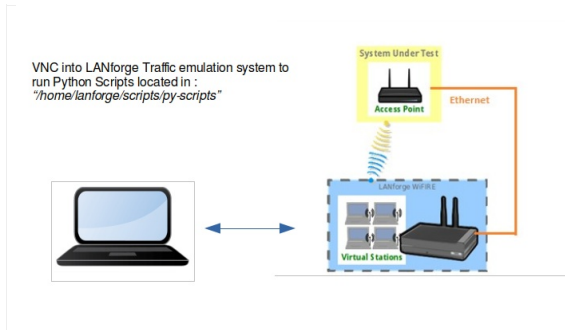 VNC into LANforge Traffic emulation system to
run Python Scripts located in :
“/home/lanforge/scripts/py-scripts”
System Under Test
Access Point
Ethernet
LANforge WiFIRE
Virtual Stations